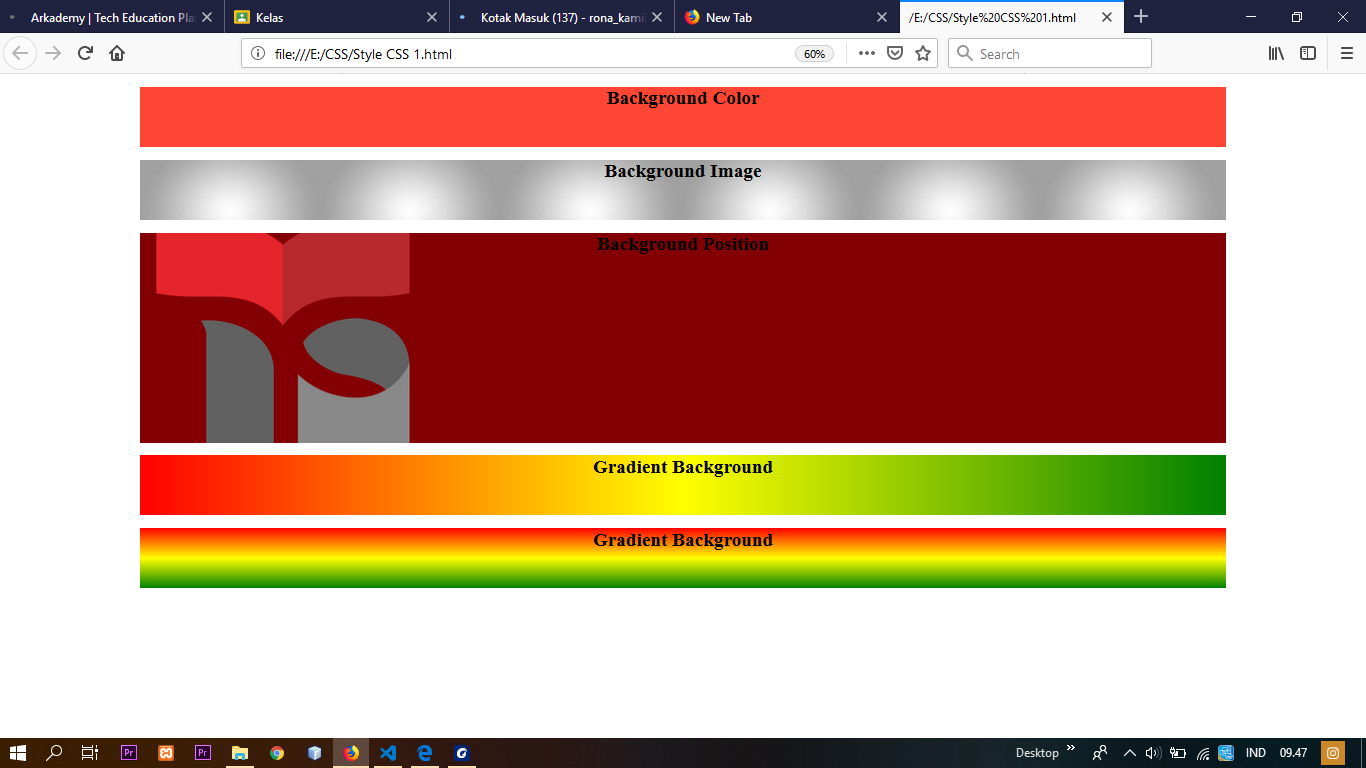 Arkademy | Tech Education Pla
Kelas
Kotak Masuk (137) - rona_kami
New Tab
/E:/CSS/Style%20CSS%201.html
file:///E:/CSS/Style CSS 1.html
60%
Search
Background Color
Background Image
Background Position
Gradient Background
Gradient Background
Pr
Pr
Desktop
IND
09.47